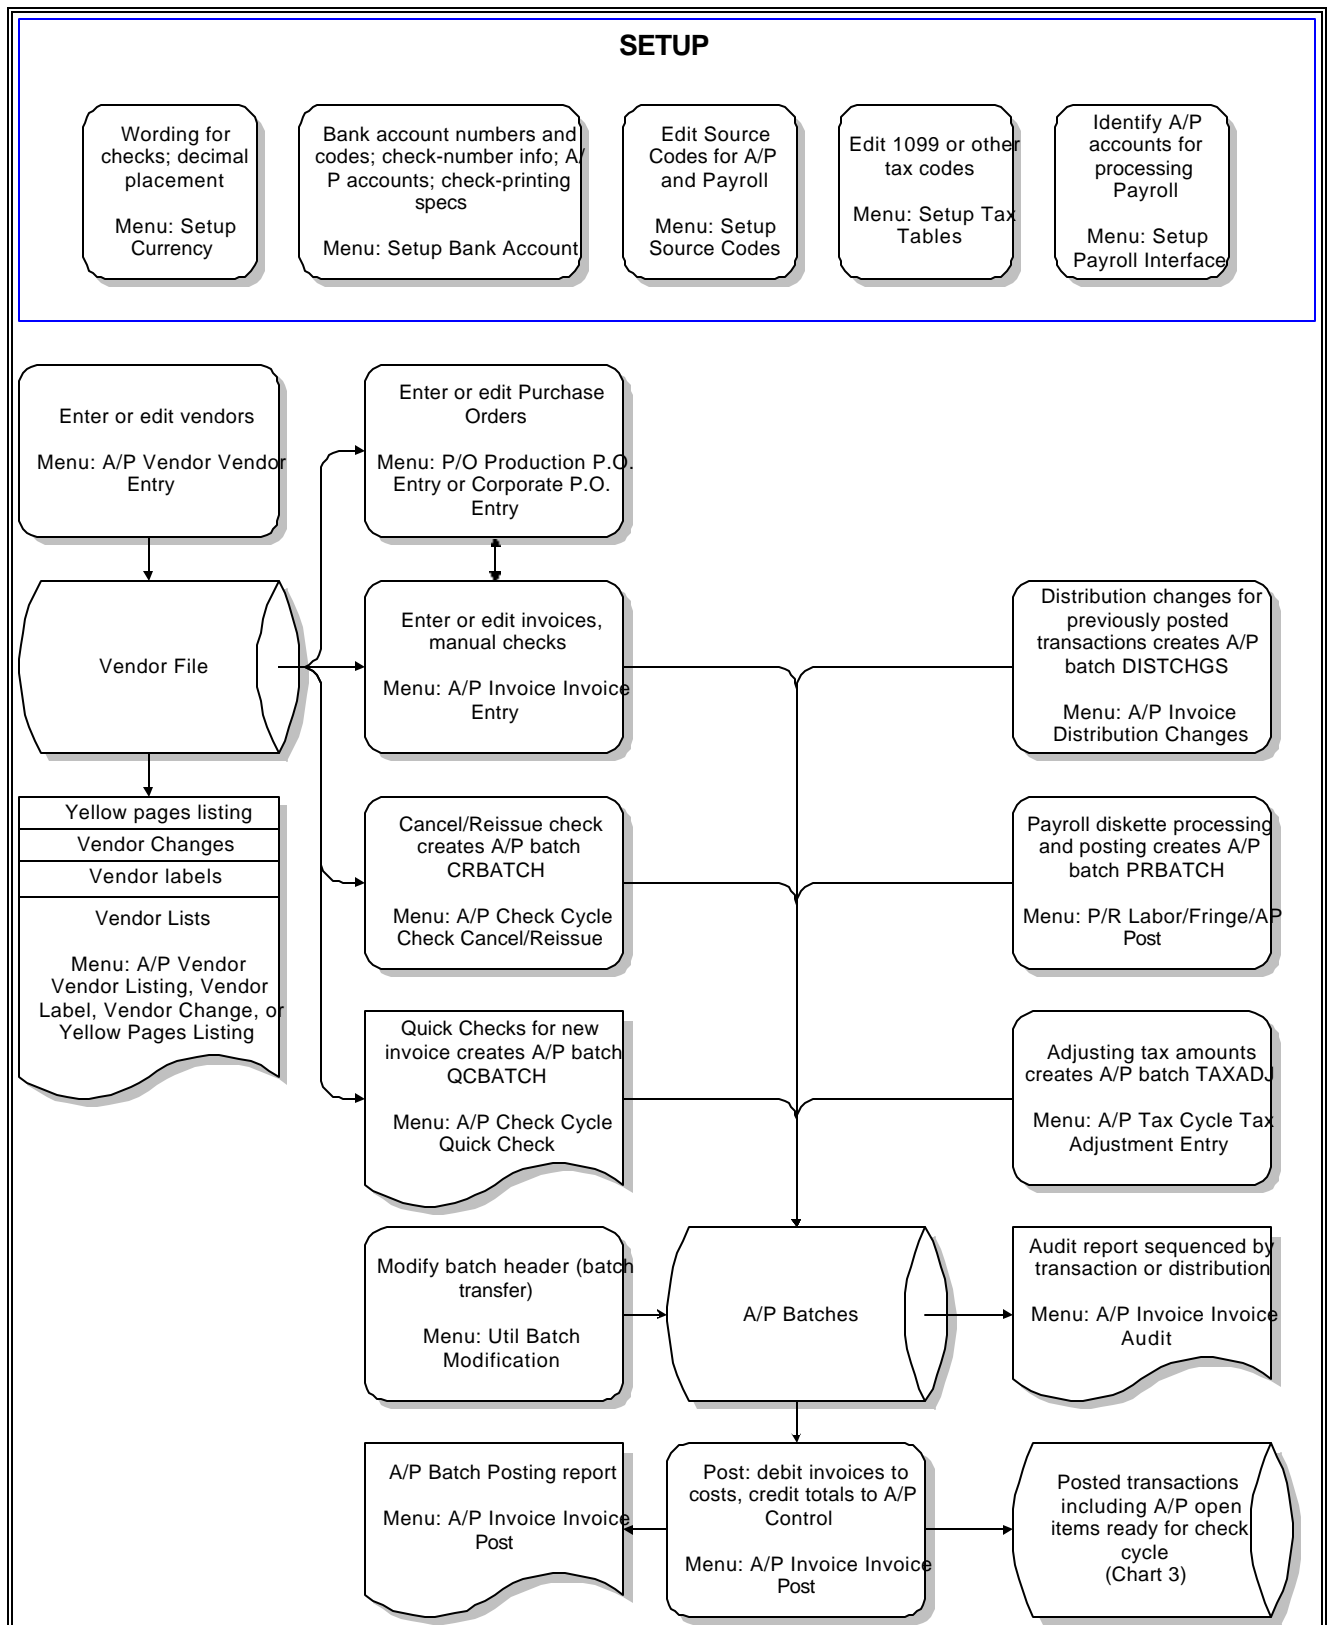 SETUP
Wording for
checks; decimal
placement
Menu: Setup
Currency
Bank account numbers and
codes; check-number info; A/
P accounts; check-printing
specs
Menu: Setup Bank Account
Edit Source
Codes for A/P
and Payroll
Menu: Setup
Source Codes
Edit 1099 or other
tax codes
Menu: Setup Tax
Tables
Identify A/P
accounts for
processing
Payroll
Menu: Setup
Payroll Interface
Enter or edit vendors
Menu: A/P Vendor Vendor
Entry
Enter or edit Purchase
Orders
Menu: P/O Production P.O.
Entry or Corporate P.O.
Entry
Vendor File
Enter or edit invoices,
manual checks
Menu: A/P Invoice Invoice
Entry
Distribution changes for
previously posted
transactions creates A/P
batch DISTCHGS
Menu: A/P Invoice
Distribution Changes
Yellow pages listing
Vendor Changes
Vendor labels
Vendor Lists
Menu: A/P Vendor
Vendor Listing, Vendor
Label, Vendor Change, or
Yellow Pages Listing
Cancel/Reissue check
creates A/P batch
CRBATCH
Menu: A/P Check Cycle
Check Cancel/Reissue
Payroll diskette processing
and posting creates A/P
batch PRBATCH
Menu: P/R Labor/Fringe/AP
Post
Quick Checks for new
invoice creates A/P batch
QCBATCH
Menu: A/P Check Cycle
Quick Check
Adjusting tax amounts
creates A/P batch TAXADJ
Menu: A/P Tax Cycle Tax
Adjustment Entry
Modify batch header (batch
transfer)
Menu: Util Batch
Modification
A/P Batches
Audit report sequenced by
transaction or distribution
Menu: A/P Invoice Invoice
Audit
A/P Batch Posting report
Menu: A/P Invoice Invoice
Post
Post: debit invoices to
costs, credit totals to A/P
Control
Menu: A/P Invoice Invoice
Post
Posted transactions
including A/P open
items ready for check
cycle
(Chart 3)